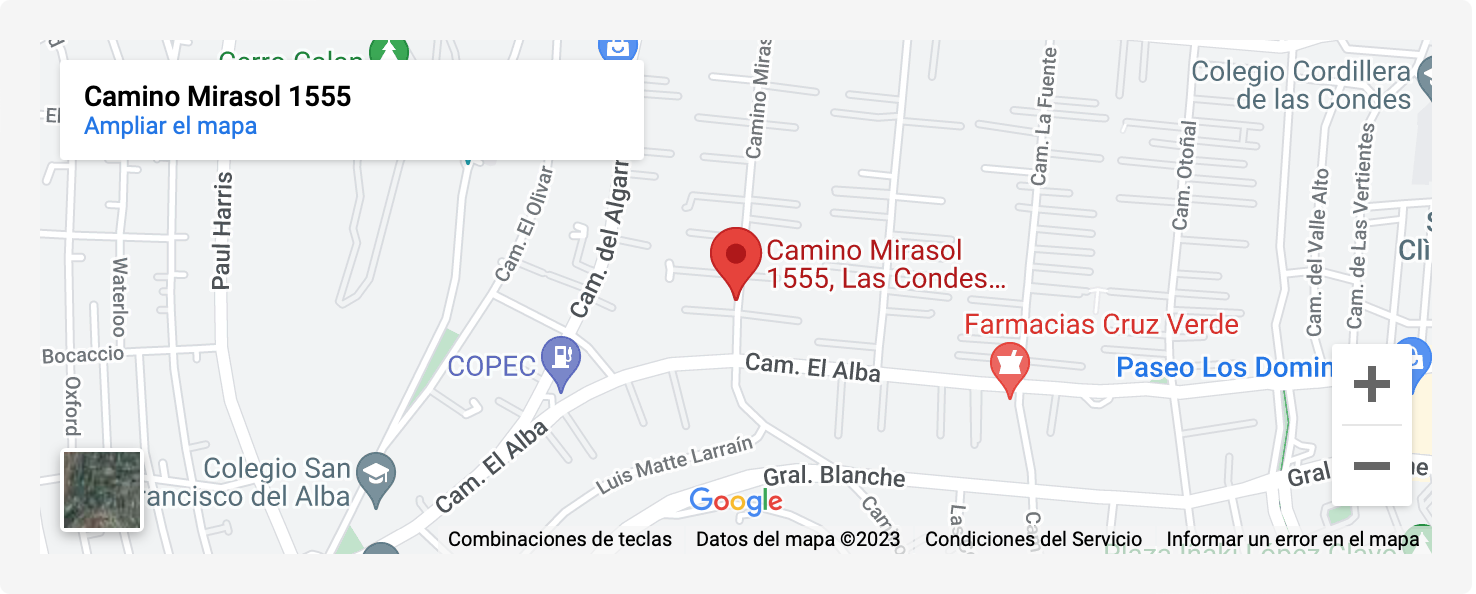 Camino Mirasol 1555
Ampliar el mapa
Colegio Cordillera
de las Condes
Cam. La Fuente
Cam. Otoñal
Cam. del Valle Alto
Cam. de Las Vertientes
Paul Harris
Waterloo
Cam. El Olivar
Cam. del Algarr
Camino Miras
Camino Mirasol
1555, Las Condes...
Farmacias Cruz Verde
Bocaccio
COPEC
Cam. El Alba
Paseo Los Domin
Oxford
Cam. El Alba
Luis Matte Larraín
Colegio San
rancisco del Alba
Gral. Blanche
Gral.
Google
Combinaciones de teclas
Datos del mapa ©2023
Condiciones del Servicio
Informar un error en el mapa